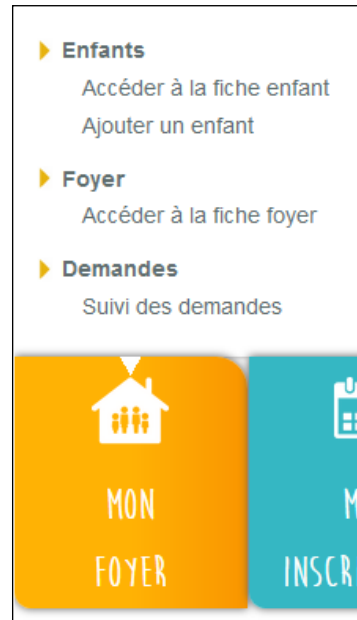 Enfants
Accéder à la fiche enfant
Ajouter un enfant
Foyer
Accéder à la fiche foyer
Demandes
Suivi des demandes
MON
FOYER